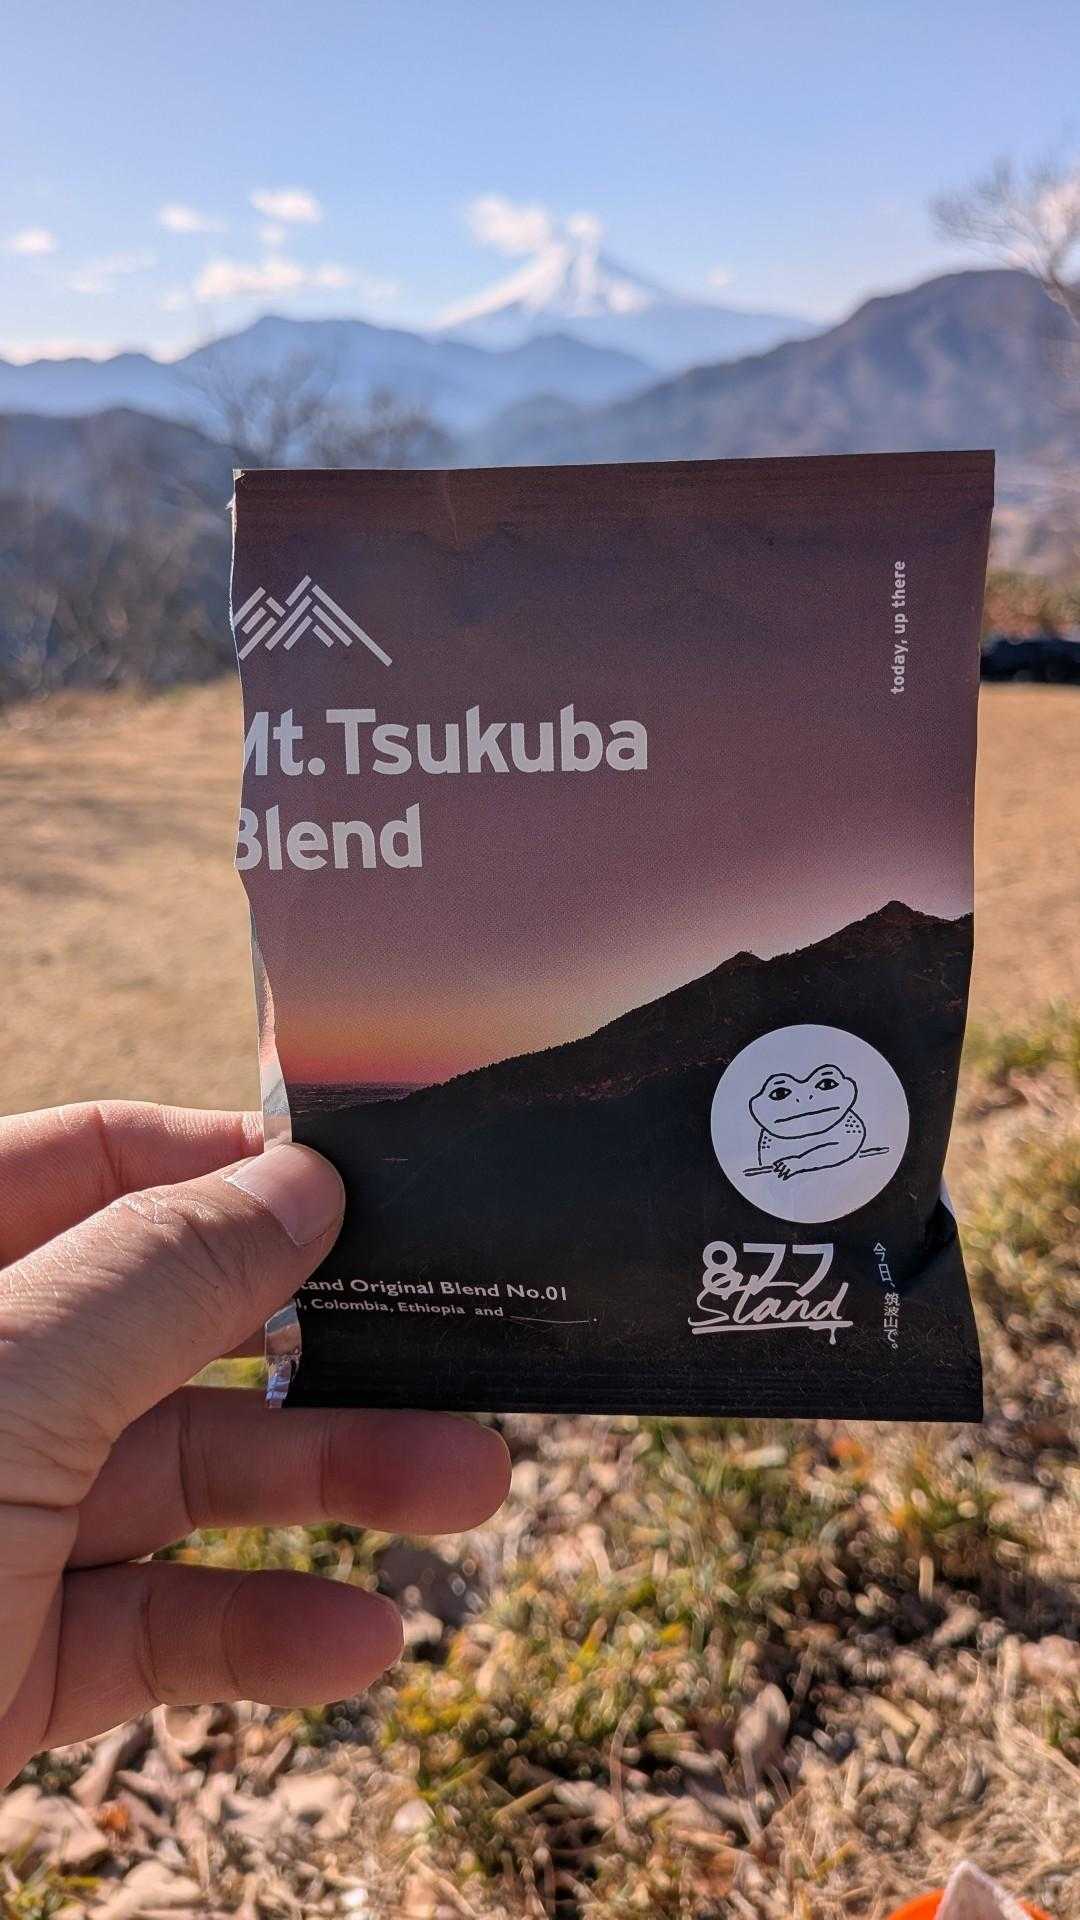 today, up there
Mt.Tsukuba
Blend
Original Blend No.01
Colombia, Ethiopia and
877
Stand
今日、筑波山で。